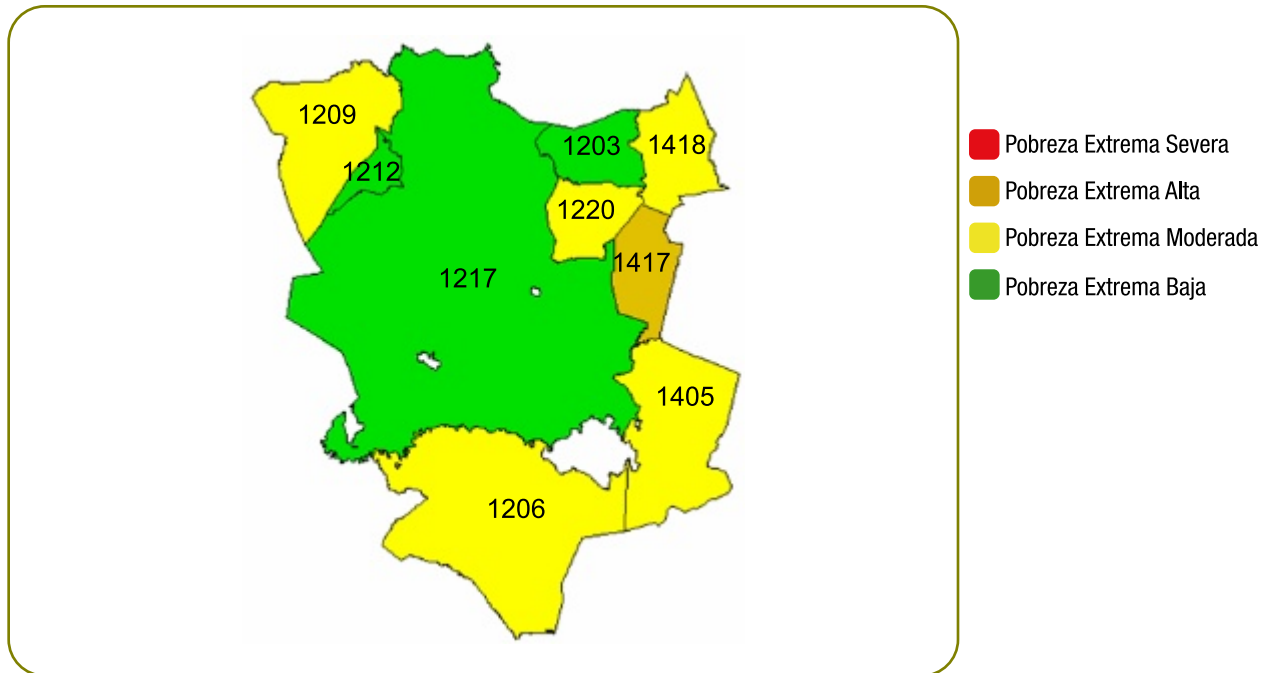 1209
1203
1418
1212
1220
1417
1217
1405
1206
Pobreza Extrema Severa
Pobreza Extrema Alta
Pobreza Extrema Moderada
Pobreza Extrema Baja